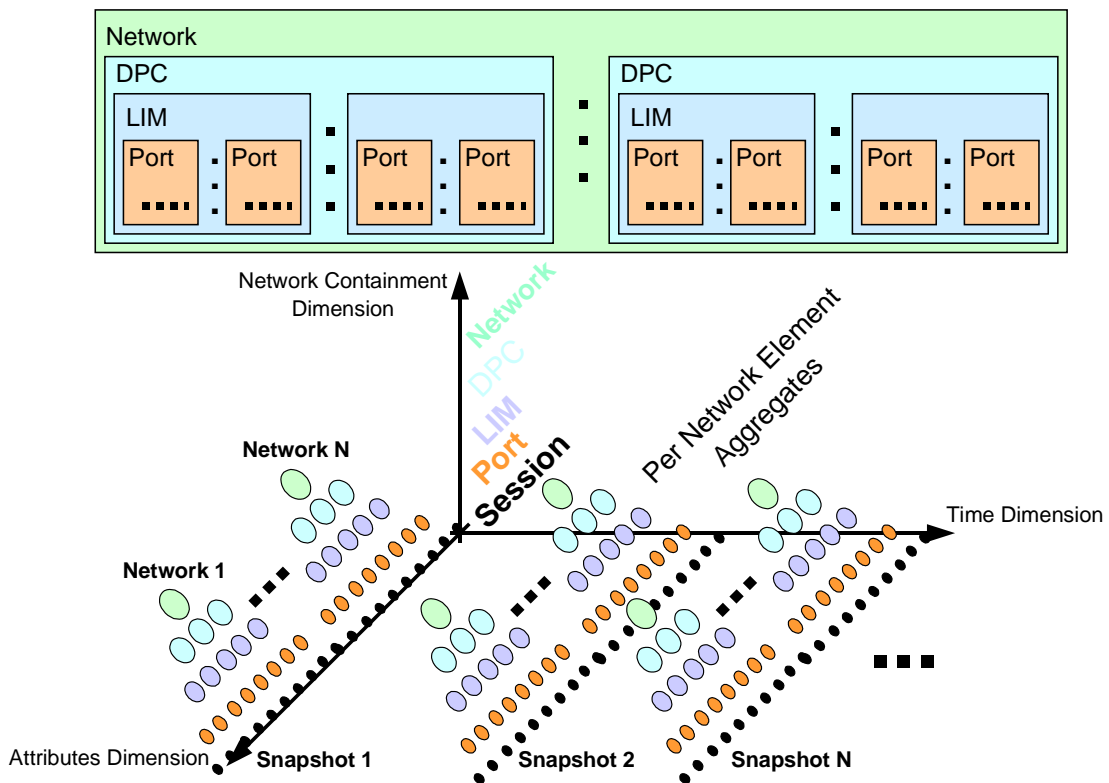 Network
DPC
DPC
LIM
LIM
Port
Port
Port
Port
Port
Port
Port
Port
Network Containment
Dimension
Network
DPC
LIM
Port
Session
Per Network Element
Aggregates
Network N
Time Dimension
Network 1
Attributes Dimension
Snapshot 1
Snapshot 2
Snapshot N